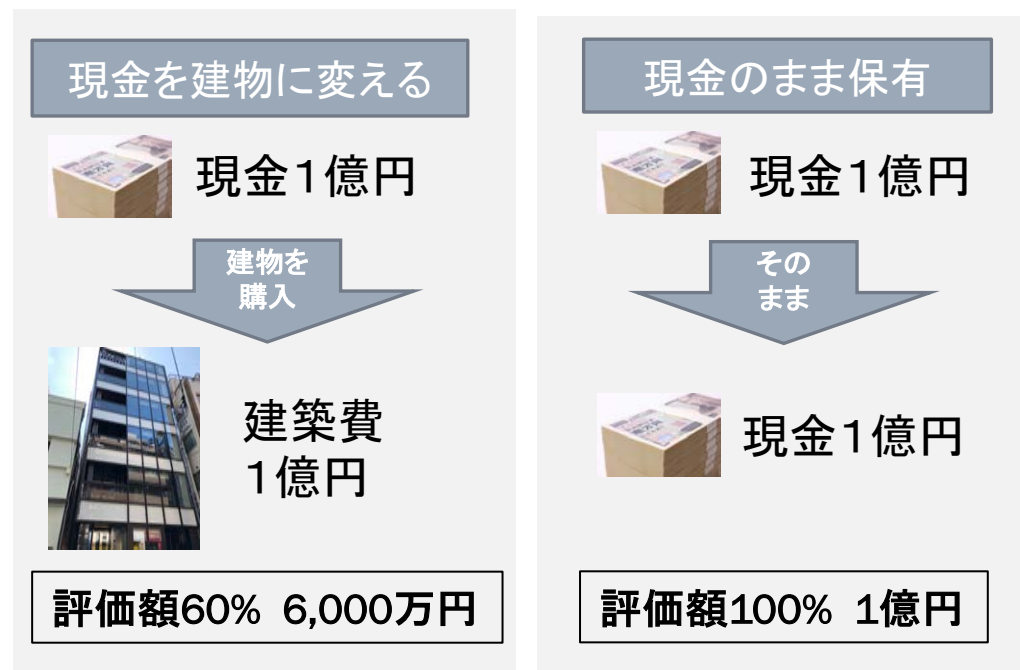 現金を建物に変える
現金1億円
建物を
購入
建築費
1億円
評価額60% 6,000万円
現金のまま保有
現金1億円
その
まま
現金1億円
評価額100% 1億円